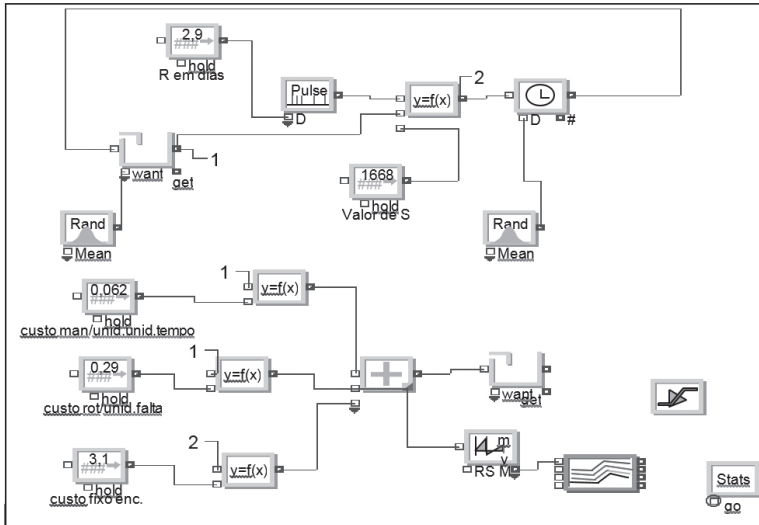 2,9
hold
R em dias
Pulse
D
y=f(x)
2
D #
want
get
1
1668
hold
Valor de S
Rand
Mean
Rand
Mean
0,062
hold
custo man/unid.unid.tempo
1
y=f(x)
0,29
hold
custo rot/unid.falta
1
y=f(x)
want
get
3,1
hold
custo fixo enc.
2
y=f(x)
m
v
RS M
Stats
go